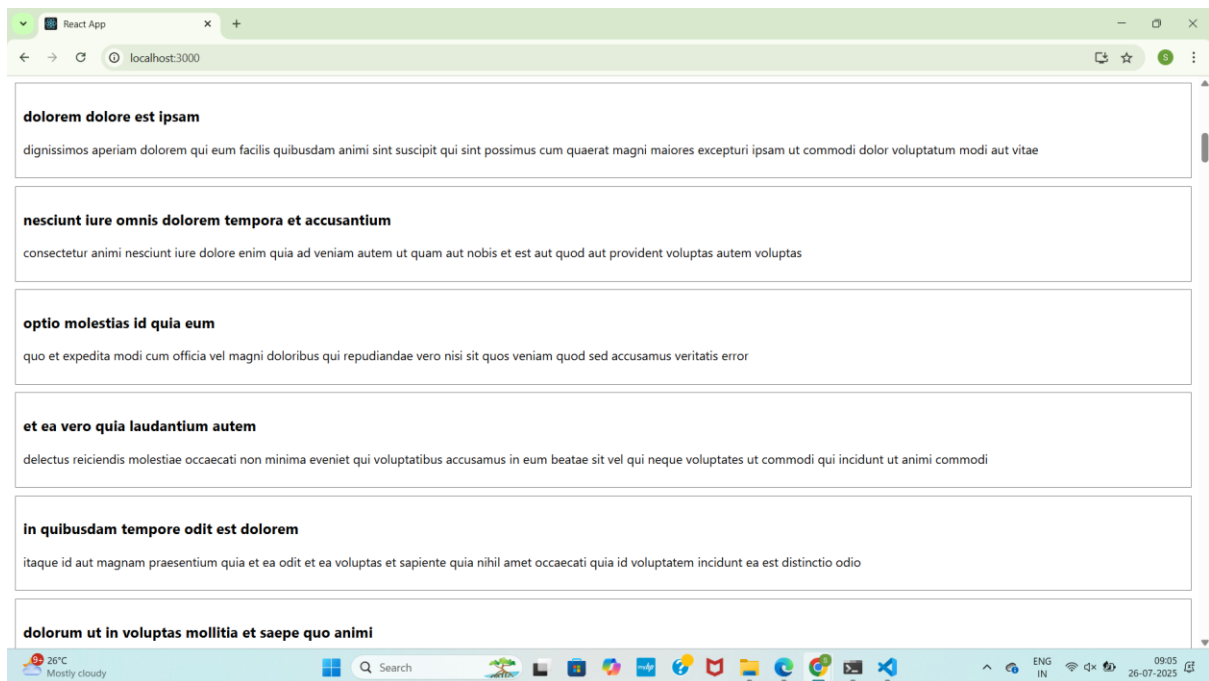 React App
localhost:3000
S
dolorem dolore est ipsam
dignissimos aperiam dolorem qui eum facilis quibusdam animi sint suscipit qui sint possimus cum quaerat magni maiores excepturi ipsam ut commodi dolor voluptatum modi aut vitae
nesciunt iure omnis dolorem tempora et accusantium
consectetur animi nesciunt iure dolore enim quia ad veniam autem ut quam aut nobis et est aut quod aut provident voluptas autem voluptas
optio molestias id quia eum
quo et expedita modi cum officia vel magni doloribus qui repudiandae vero nisi sit quos veniam quod sed accusamus veritatis error
et ea vero quia laudantium autem
delectus reiciendis molestiae occaecati non minima eveniet qui voluptatibus accusamus in eum beatae sit vel qui neque voluptates ut commodi qui incidunt ut animi commodi
in quibusdam tempore odit est dolorem
itaque id aut magnam praesentium quia et ea odit et ea voluptas et sapiente quia nihil amet occaecati quia id voluptatem incidunt ea est distinctio odio
dolorum ut in voluptas mollitia et saepe quo animi
9+
26°C
Mostly cloudy
Search
ENG
IN
09:05
26-07-2025